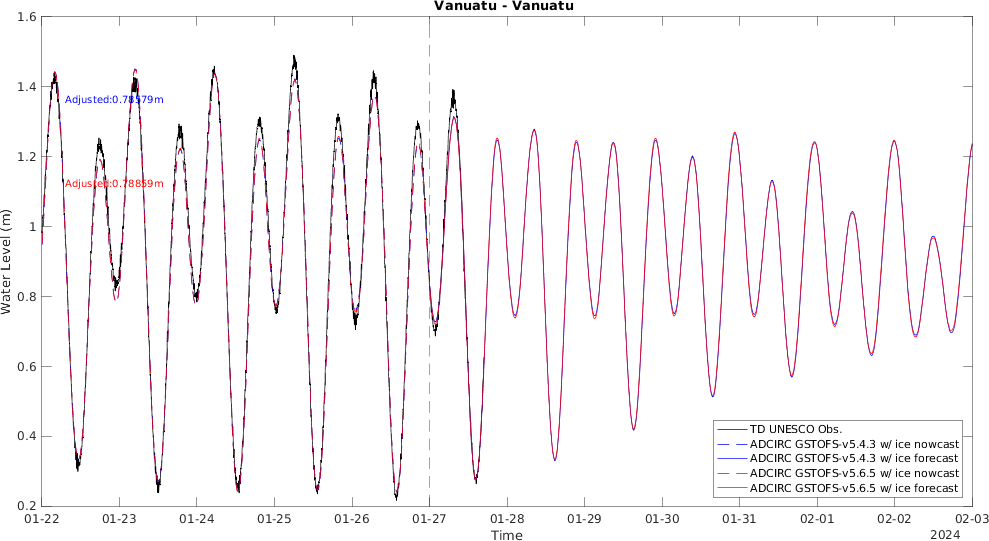 Vanuatu - Vanuatu
Water Level (m)
1.6
1.4
1.2
1
0.8
0.6
0.4
0.2
Adjusted:0.78579m
Adjusted:0.78859m
TD UNESCO Obs.
ADCIRC GSTOFS-v5.4.3 w/ ice nowcast
ADCIRC GSTOFS-v5.4.3 w/ ice forecast
ADCIRC GSTOFS-v5.6.5 w/ ice nowcast
ADCIRC GSTOFS-v5.6.5 w/ ice forecast
01-22 01-23 01-24 01-25 01-26 01-27 01-28 01-29 01-30 01-31 02-01 02-02 02-03
Time
2024